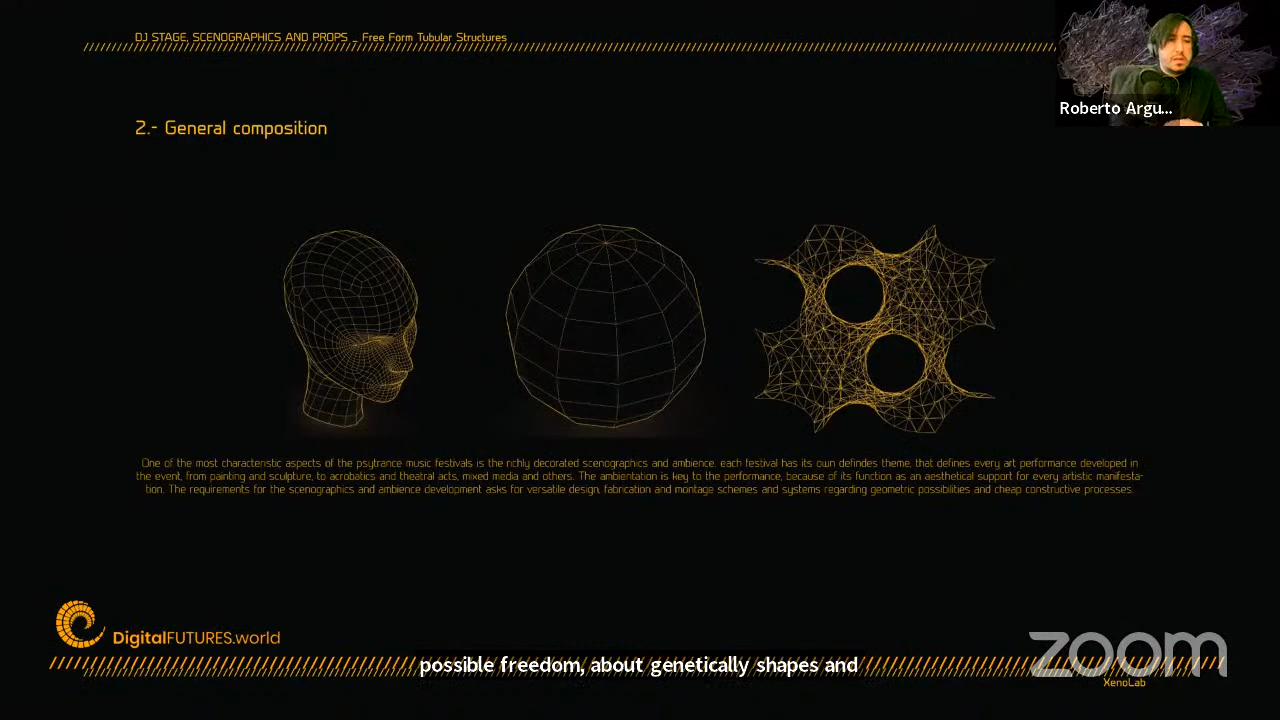 DJ STAGE, SCENOGRAPHICS AND PROPS _ Free Form Tubular Structures
Roberto Argu...
2.- General composition
One of the most characteristic aspects of the psytrance music festivals is the richly decorated scenographics and ambience. each festival has its own defindes theme, that defines every art performance developed in
the event, from painting and sculpture, to acrobatics and theatral acts, mixed media and others. The ambientation is key to the performance, because of its function as an aesthetical support for every artistic manifesta-
tion. The requirements for the scenographics and ambience development asks for versatile design, fabrication and montage schemes and systems regarding geometric possibilities and cheap constructive processes.
DigitalFUTURES.world
zoom
possible freedom, about genetically shapes and
XenoLab